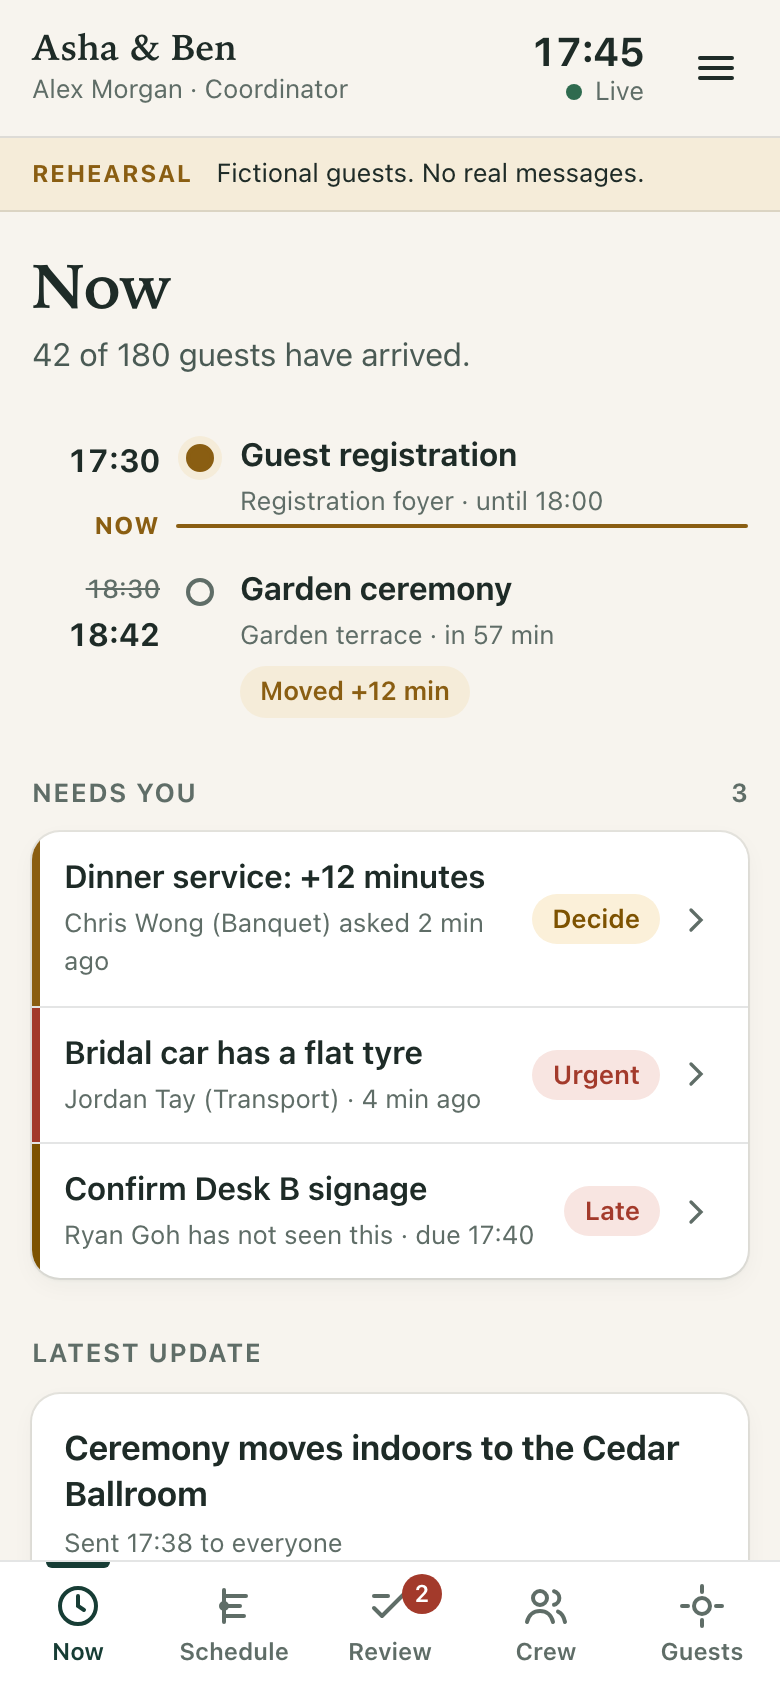 Asha & Ben
17:45
Alex Morgan · Coordinator
Live
REHEARSAL Fictional guests. No real messages.
Now
42 of 180 guests have arrived.
17:30 Guest registration
Registration foyer · until 18:00
NOW
18:30 Garden ceremony
18:42 Garden terrace · in 57 min
Moved +12 min
NEEDS YOU 3
Dinner service: +12 minutes
Chris Wong (Banquet) asked 2 min
ago
Decide
Bridal car has a flat tyre
Jordan Tay (Transport) · 4 min ago
Urgent
Confirm Desk B signage
Ryan Goh has not seen this · due 17:40
Late
LATEST UPDATE
Ceremony moves indoors to the Cedar
Ballroom
Sent 17:38 to everyone
2
Now Schedule Review Crew Guests